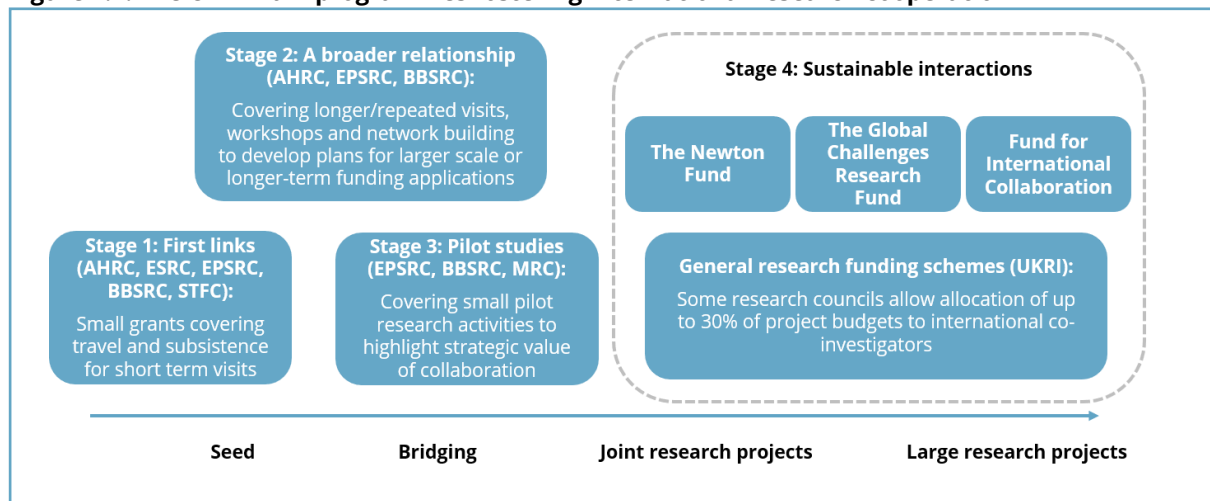 Stage 2: A broader relationship
(AHRC, EPSRC, BBSRC):
Covering longer/repeated visits,
workshops and network building
to develop plans for larger scale or
longer-term funding applications
Stage 4: Sustainable interactions
The Newton
Fund
The Global
Challenges
Research
Fund
Fund for
International
Collaboration
Stage 1: First links
(AHRC, ESRC, EPSRC,
BBSRC, STFC):
Small grants covering
travel and subsistence
for short term visits
Stage 3: Pilot studies
(EPSRC, BBSRC, MRC):
Covering small pilot
research activities to
highlight strategic value
of collaboration
General research funding schemes (UKRI):
Some research councils allow allocation of up
to 30% of project budgets to international co-
investigators
Seed
Bridging
Joint research projects
Large research projects